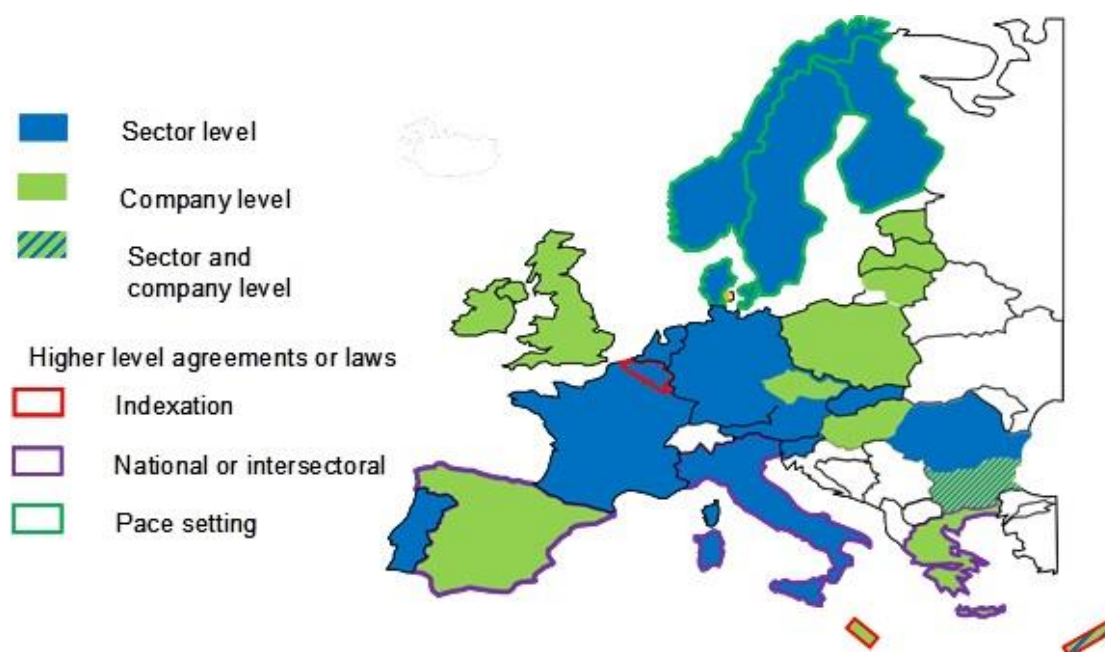 Sector level
Company level
Sector and
company level
Higher level agreements or laws
Indexation
National or intersectoral
Pace setting